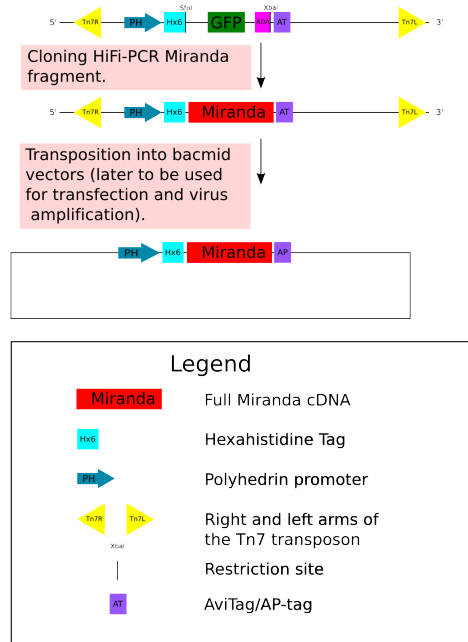 SfoI XbaI
5' Tn7R PH Hx6 GFP ADA AT Tn7L 3'
Cloning HiFi-PCR Miranda
fragment.
5' Tn7R PH Hx6 Miranda AT Tn7L 3'
Transposition into bacmid
vectors (later to be used
for transfection and virus
amplification).
PH Hx6 Miranda AP
Legend
Miranda Full Miranda cDNA
Hx6 Hexahistidine Tag
PH Polyhedrin promoter
Tn7R Tn7L Right and left arms of
the Tn7 transposon
XbaI
Restriction site
AT AviTag/AP-tag